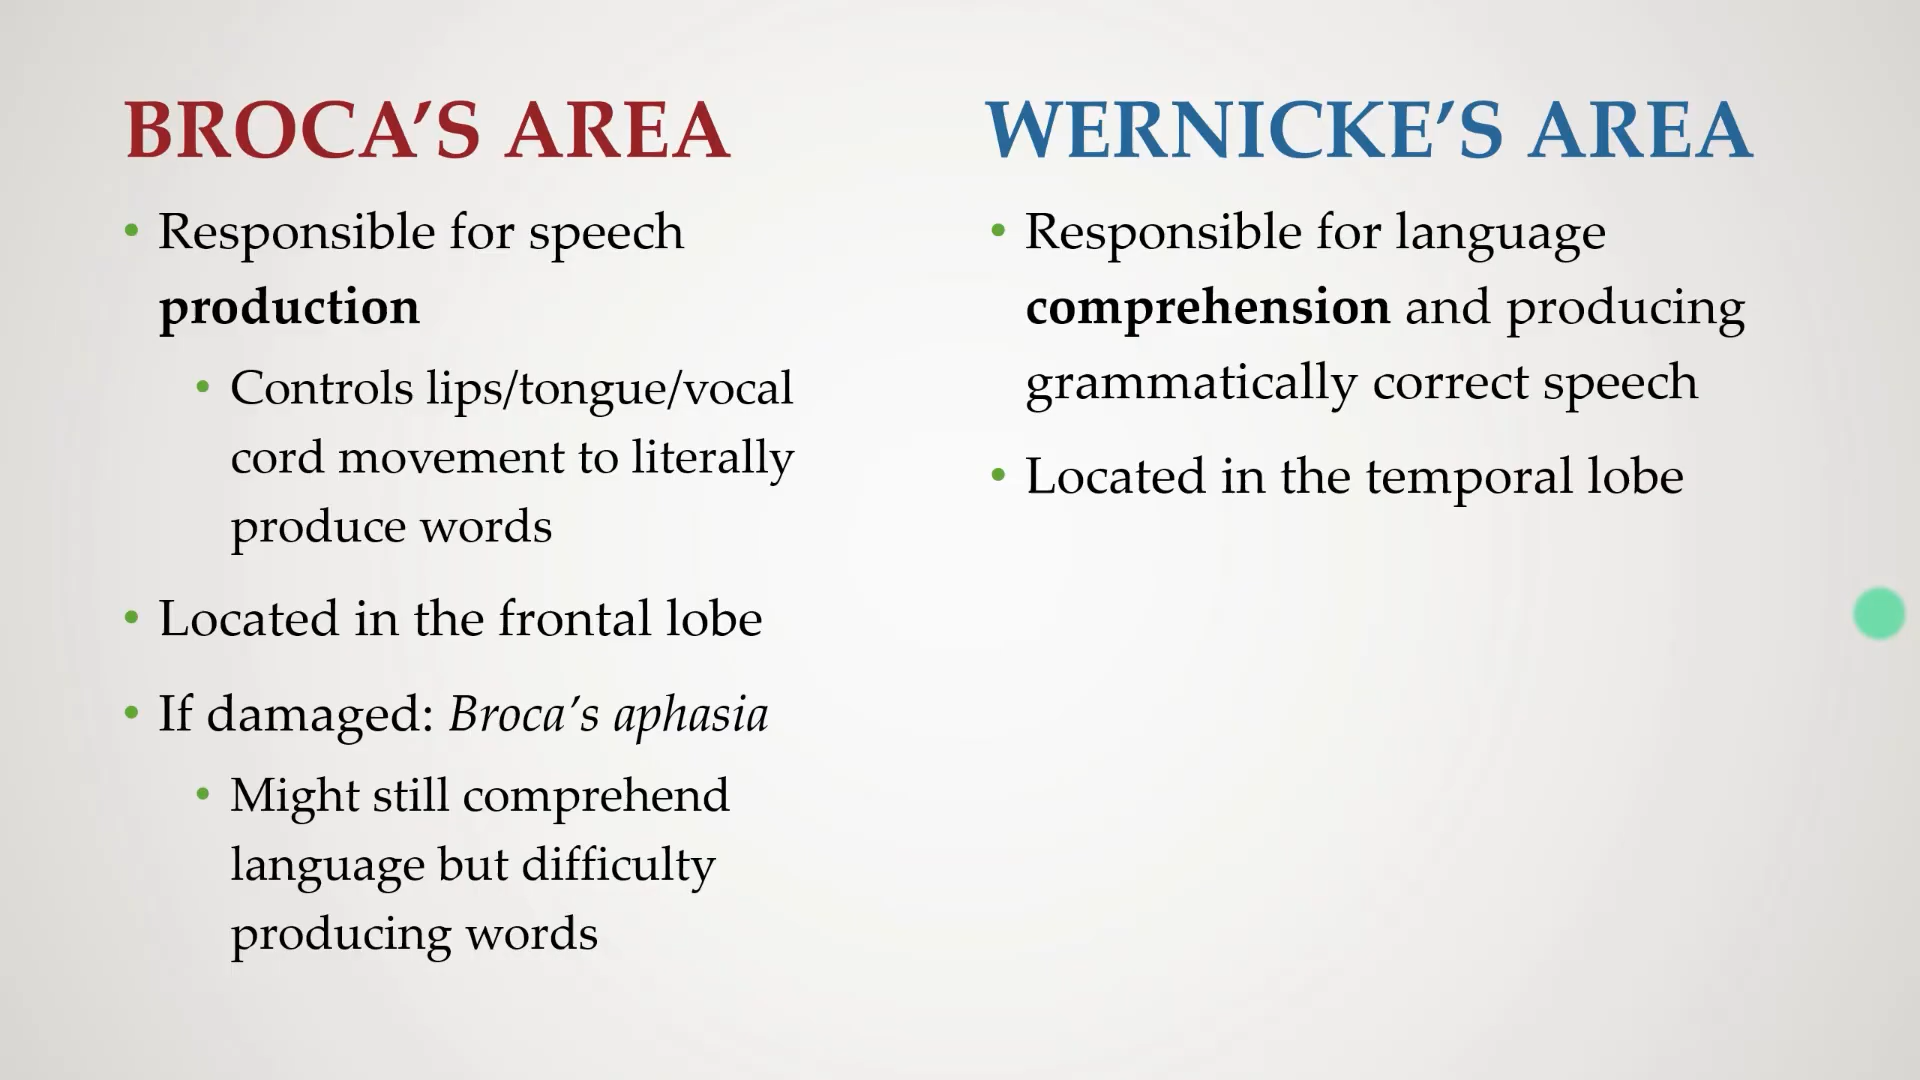 BROCA’S AREA
• Responsible for speech
production
• Controls lips/tongue/vocal
cord movement to literally
produce words
• Located in the frontal lobe
• If damaged: Broca’s aphasia
• Might still comprehend
language but difficulty
producing words
WERNICKE’S AREA
• Responsible for language
comprehension and producing
grammatically correct speech
• Located in the temporal lobe